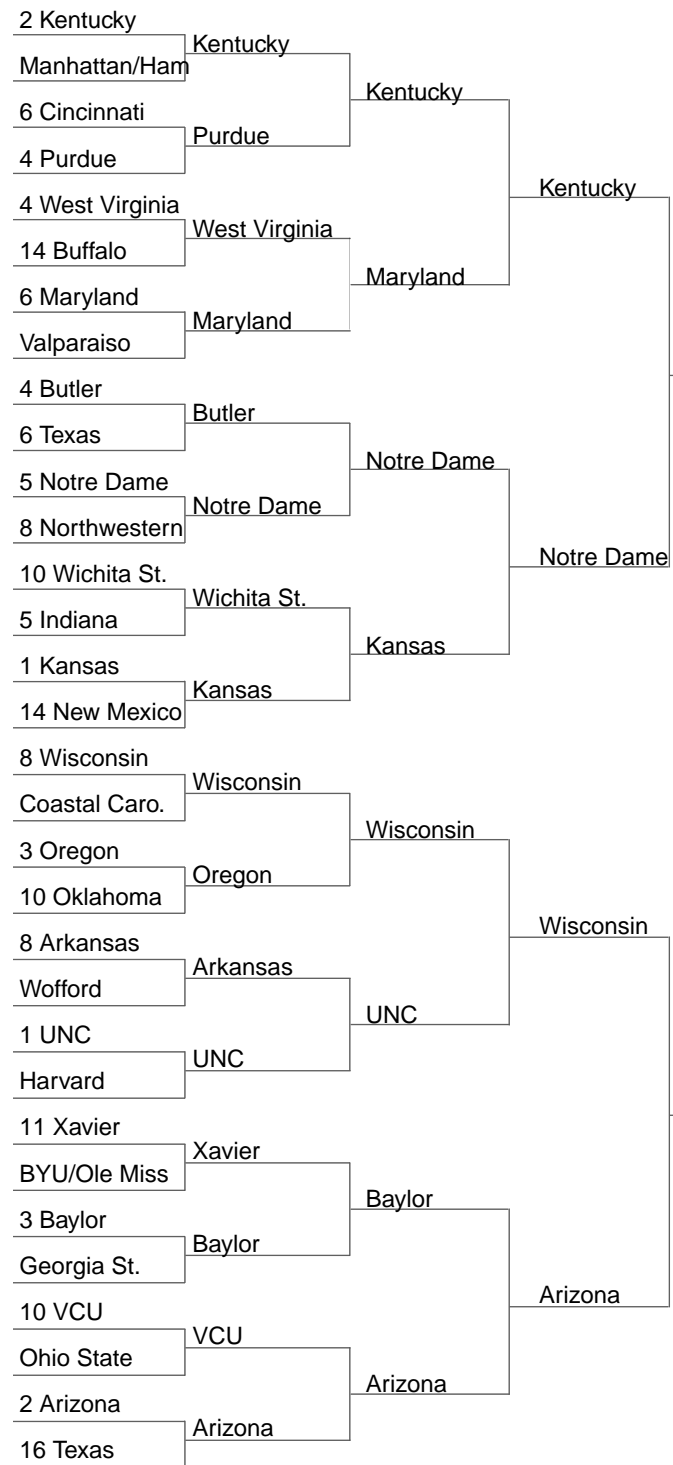 2 Kentucky
Manhattan/Ham
6 Cincinnati
4 Purdue
4 West Virginia
14 Buffalo
6 Maryland
Valparaiso
4 Butler
6 Texas
5 Notre Dame
8 Northwestern
10 Wichita St.
5 Indiana
1 Kansas
14 New Mexico
8 Wisconsin
Coastal Caro.
3 Oregon
10 Oklahoma
8 Arkansas
Wofford
1 UNC
Harvard
11 Xavier
BYU/Ole Miss
3 Baylor
Georgia St.
10 VCU
Ohio State
2 Arizona
16 Texas
Kentucky
Purdue
West Virginia
Maryland
Butler
Notre Dame
Wichita St.
Kansas
Wisconsin
Oregon
Arkansas
UNC
Xavier
Baylor
VCU
Arizona
Kentucky
Maryland
Notre Dame
Kansas
Wisconsin
UNC
Baylor
Arizona
Kentucky
Notre Dame
Wisconsin
Arizona